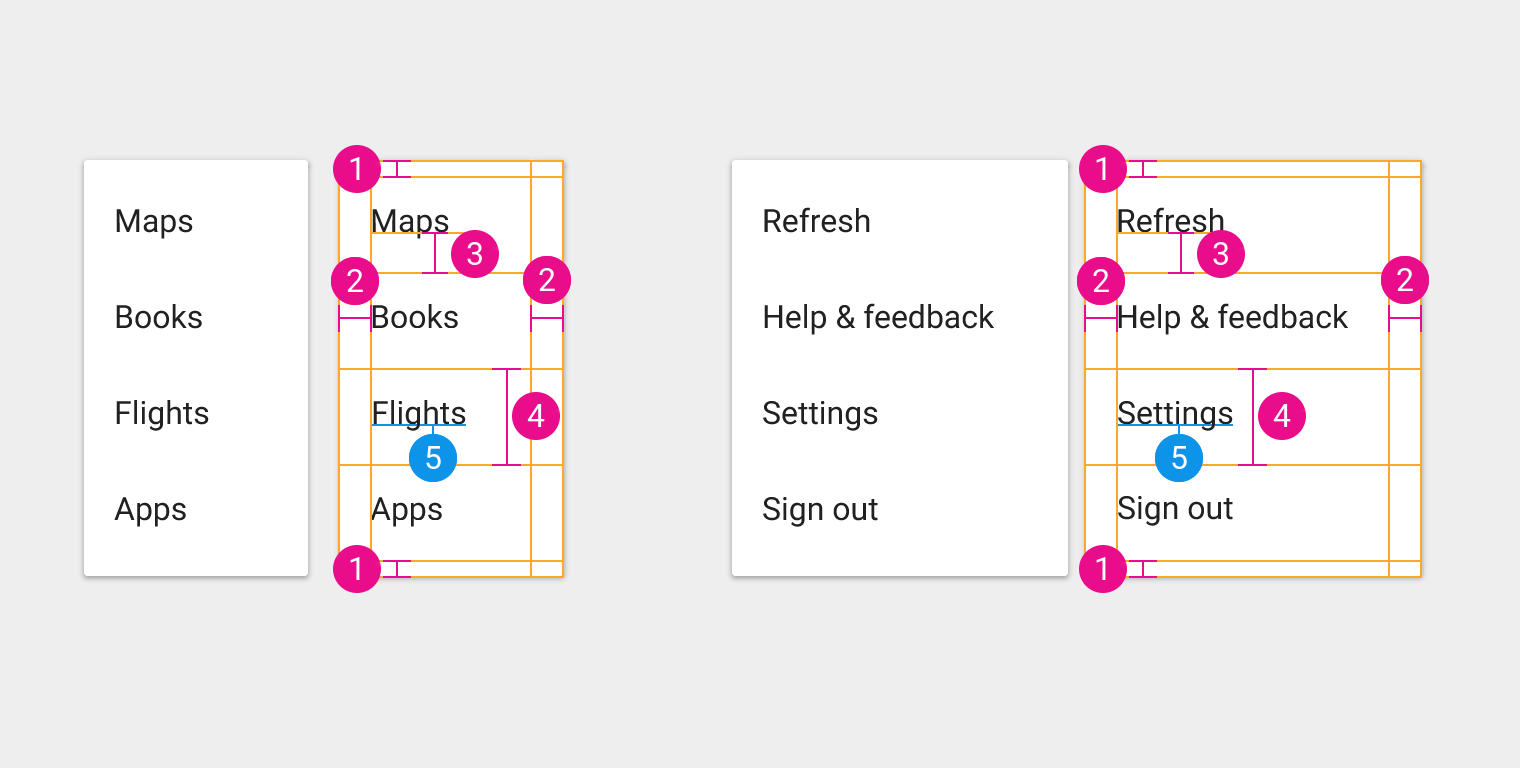 Maps
Books
Flights
Apps
1
Maps
3
2
2
Books
Flights
4
5
Apps
1
Refresh
Help & feedback
Settings
Sign out
1
Refresh
3
2
2
Help & feedback
Settings
4
5
Sign out
1